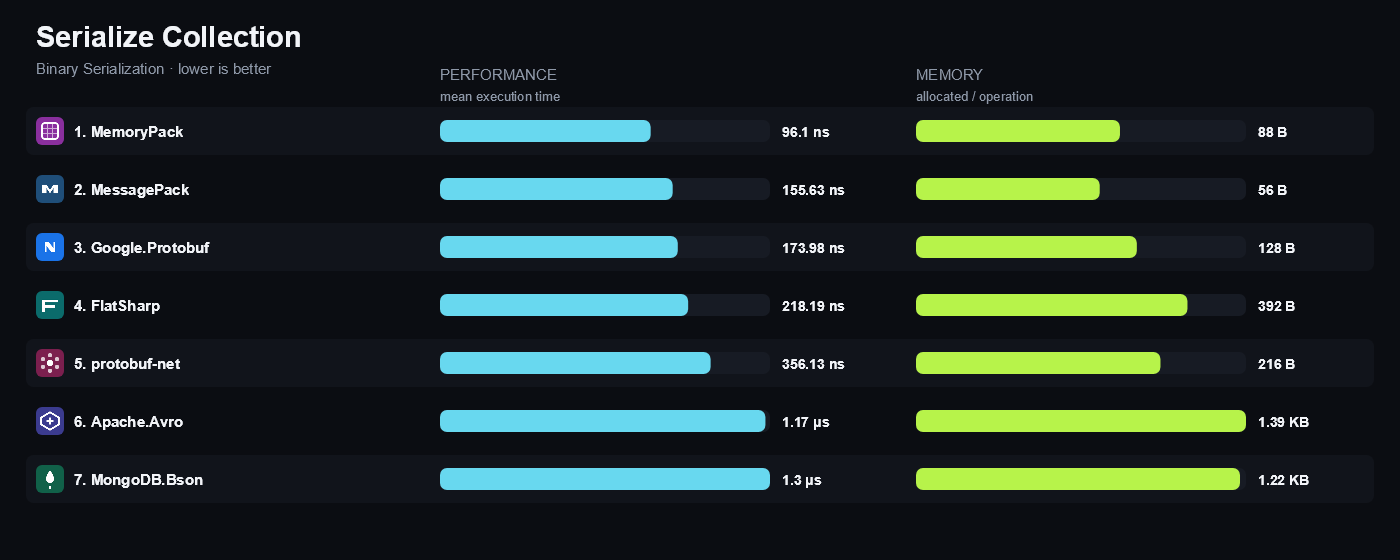 Serialize Collection
Binary Serialization · lower is better
PERFORMANCE
mean execution time
MEMORY
allocated / operation
1. MemoryPack 96.1 ns 88 B
2. MessagePack 155.63 ns 56 B
3. Google.Protobuf 173.98 ns 128 B
4. FlatSharp 218.19 ns 392 B
5. protobuf-net 356.13 ns 216 B
6. Apache.Avro 1.17 µs 1.39 KB
7. MongoDB.Bson 1.3 µs 1.22 KB